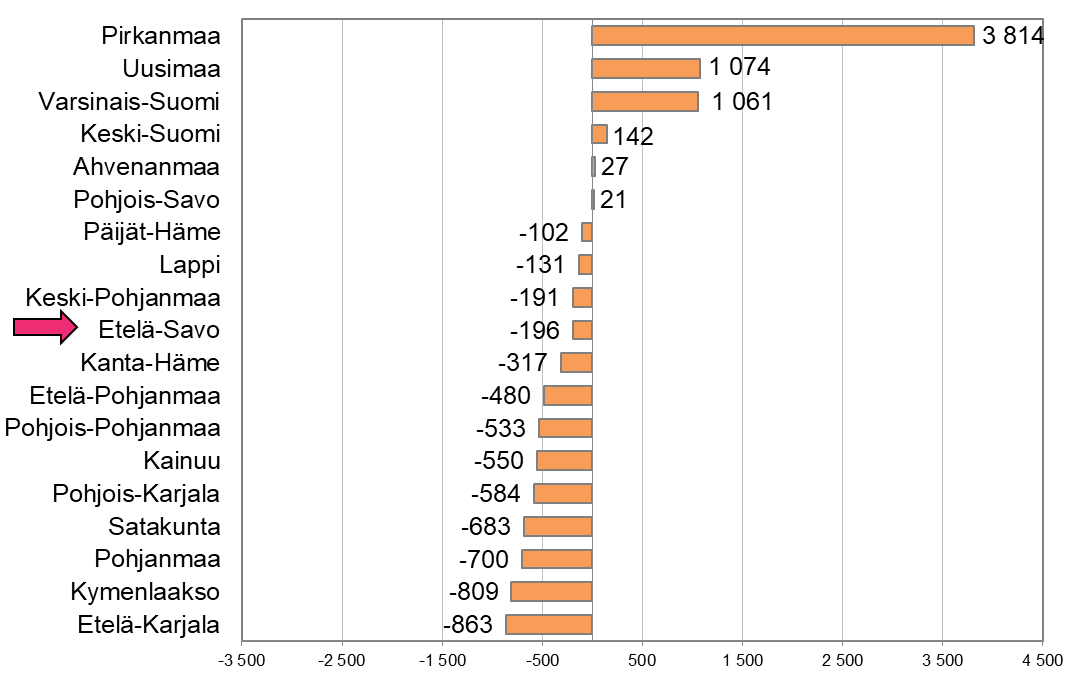 Pirkanmaa 3 814
Uusimaa 1 074
Varsinais-Suomi 1 061
Keski-Suomi 142
Ahvenanmaa 27
Pohjois-Savo 21
Päijät-Häme -102
Lappi -131
Keski-Pohjanmaa -191
Etelä-Savo -196
Kanta-Häme -317
Etelä-Pohjanmaa -480
Pohjois-Pohjanmaa -533
Kainuu -550
Pohjois-Karjala -584
Satakunta -683
Pohjanmaa -700
Kymenlaakso -809
Etelä-Karjala -863
-3 500 -2 500 -1 500 -500 500 1 500 2 500 3 500 4 500